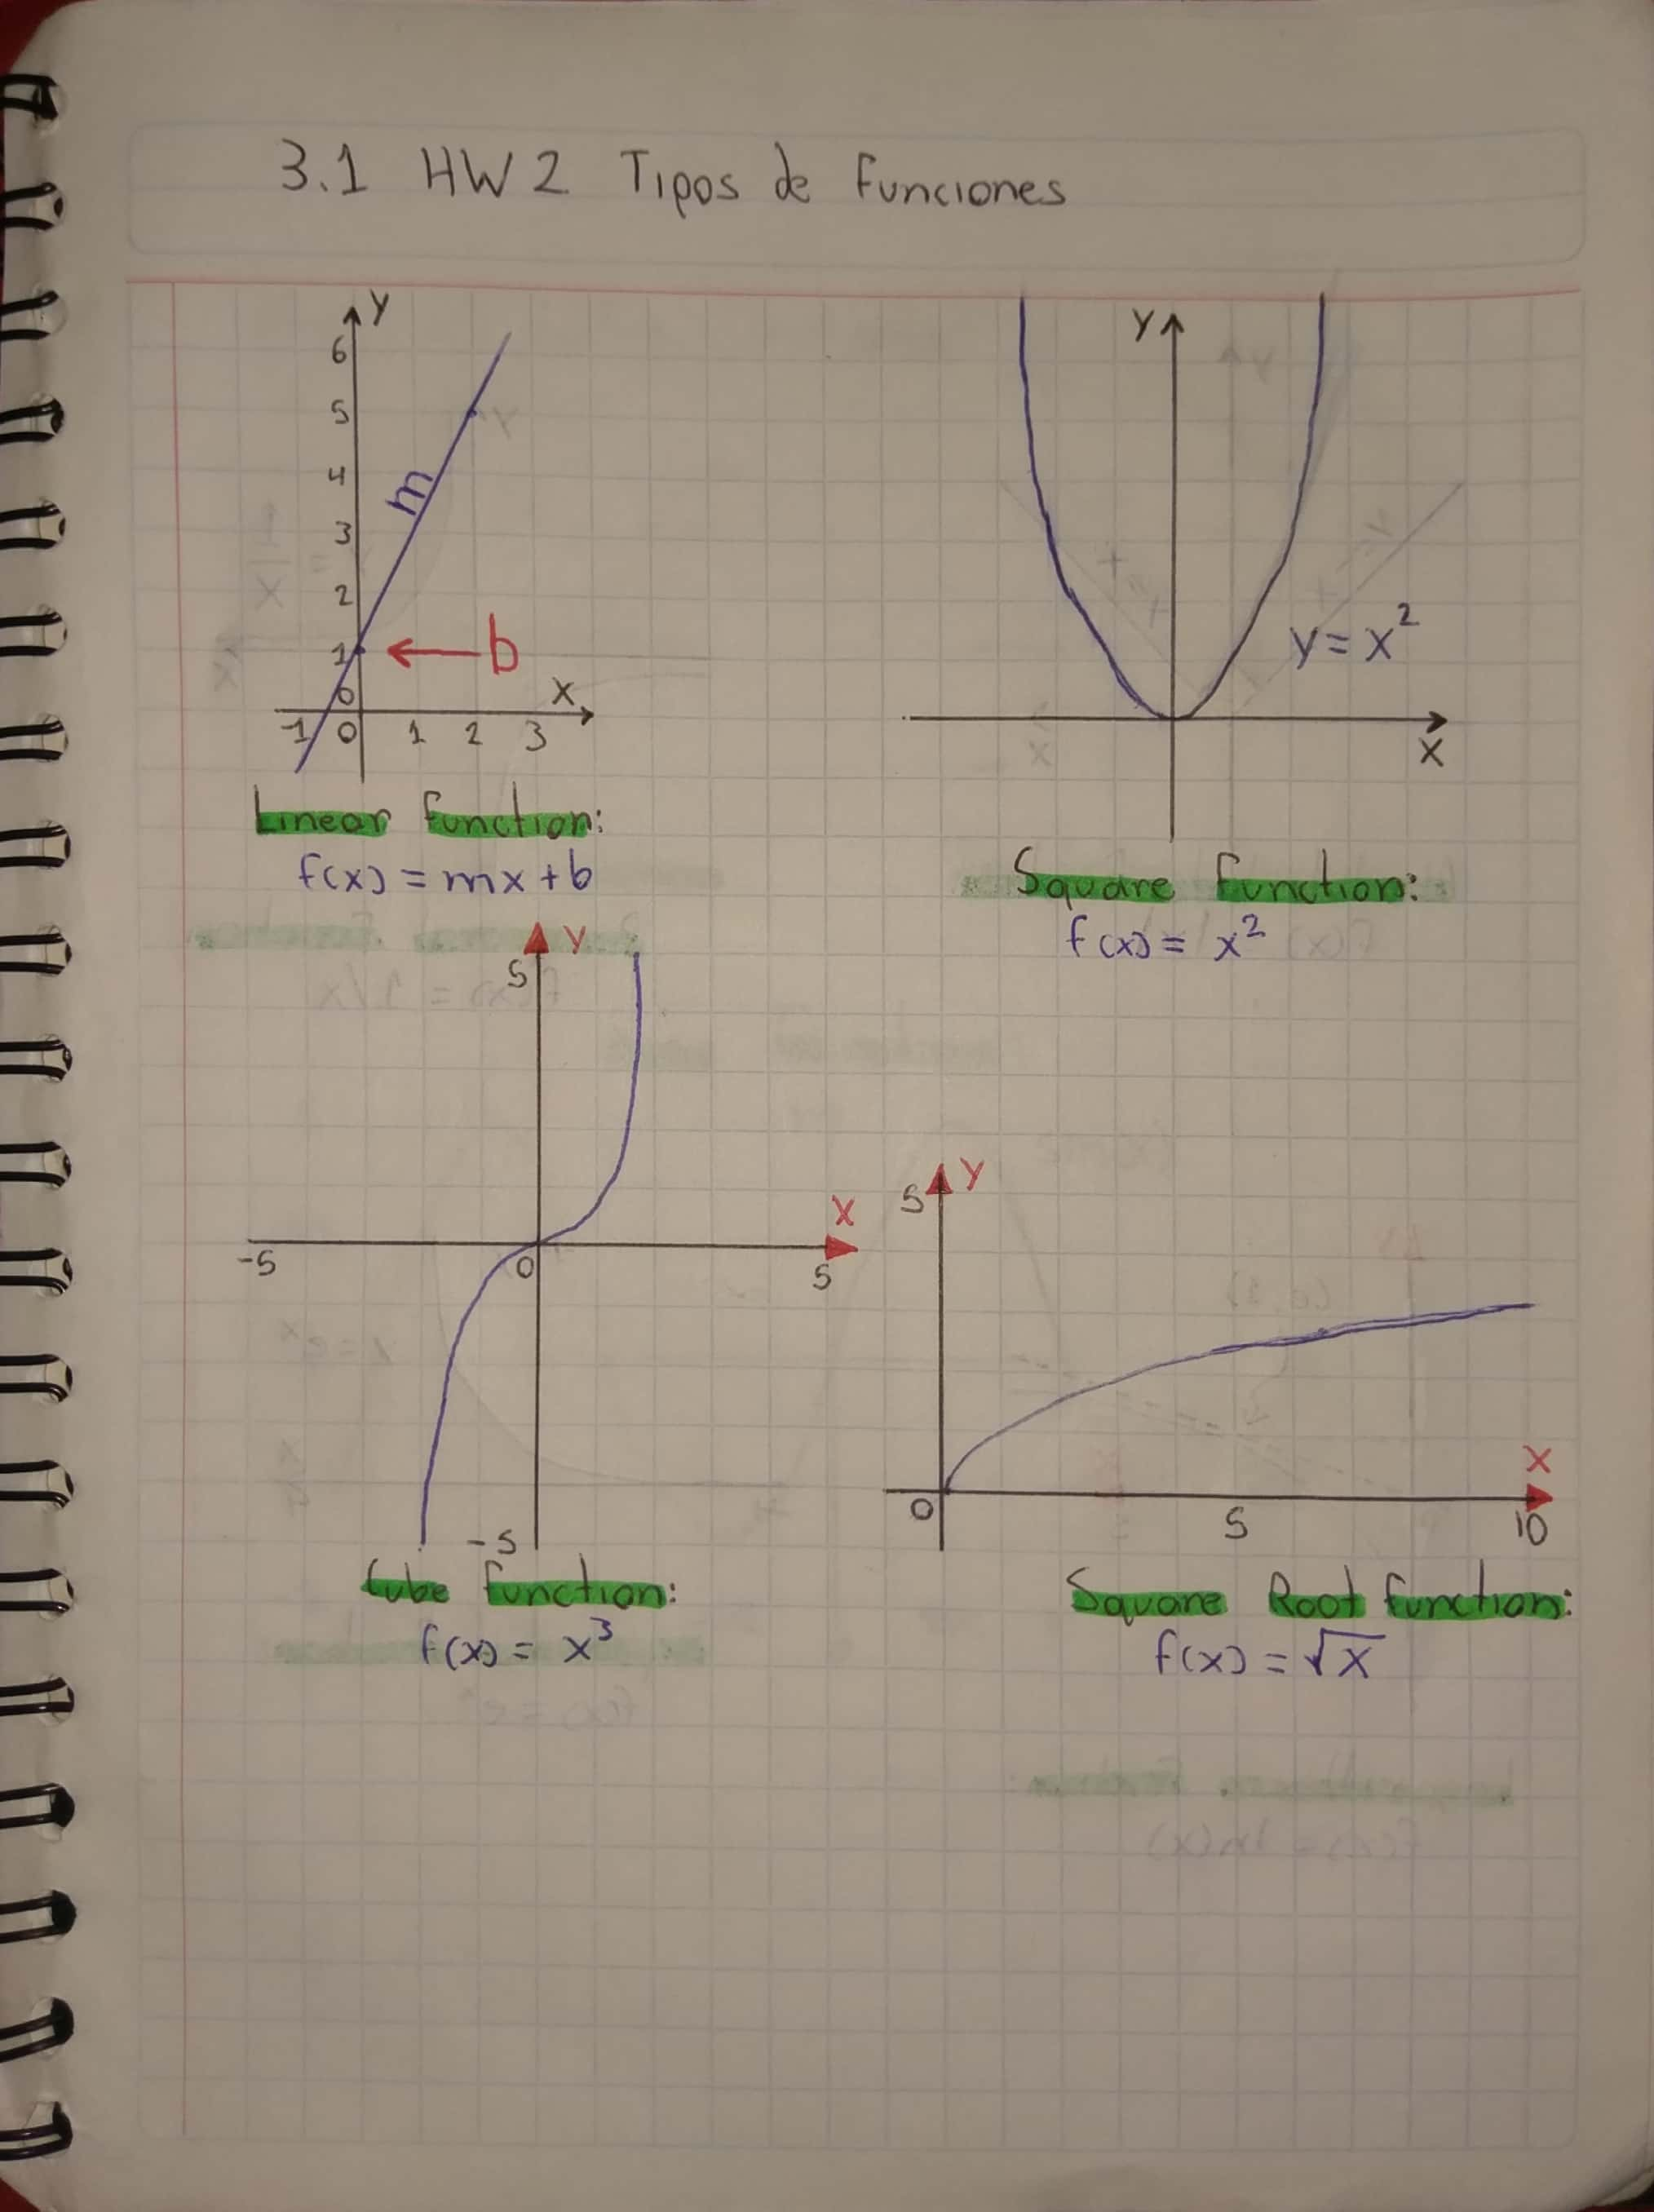 3.1 HW 2 Tipos de funciones
Y
6
5
4
m
3
2
1
b
0
X
-1 0 1 2 3
Linear function:
f(x) = mx + b
Y
y = x²
X
Square function:
f(x) = x²
Y
5
X
-5 0 5
-5
Cube function:
f(x) = x³
Y
5
X
0 5 10
Square Root function:
f(x) = √x
f(x) = 1/x
f(x) = ln(x)